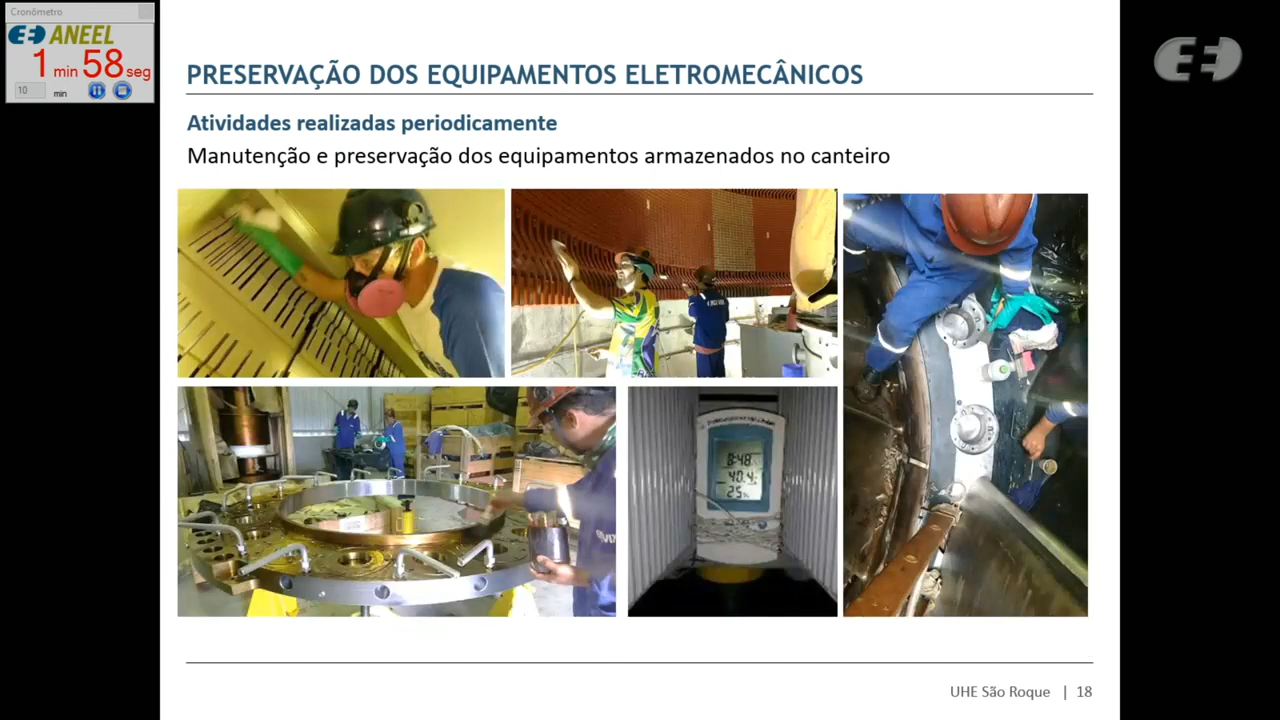 Cronômetro
ANEEL
1 min 58 seg
10 min
PRESERVAÇÃO DOS EQUIPAMENTOS ELETROMECÂNICOS
Atividades realizadas periodicamente
Manutenção e preservação dos equipamentos armazenados no canteiro
8:48
40.4
25%
UHE São Roque | 18